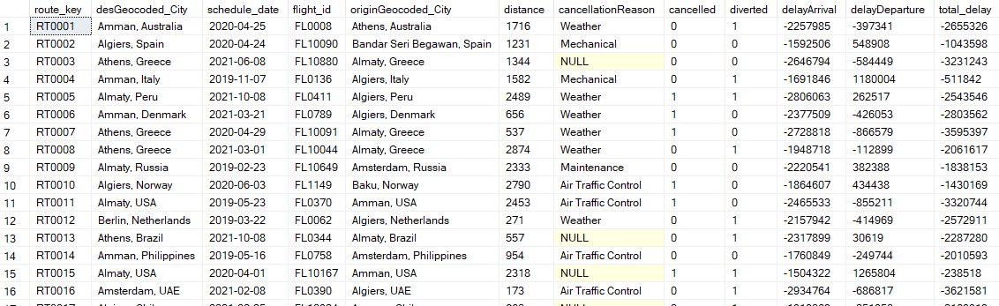 route_key desGeocoded_City schedule_date flight_id originGeocoded_City distance cancellationReason cancelled diverted delayArrival delayDeparture total_delay
1 RT0001 Amman, Australia 2020-04-25 FL0008 Athens, Australia 1716 Weather 0 1 -2257985 -397341 -2655326
2 RT0002 Algiers, Spain 2020-04-24 FL10090 Bandar Seri Begawan, Spain 1231 Mechanical 0 0 -1592506 548908 -1043598
3 RT0003 Athens, Greece 2021-06-08 FL10880 Almaty, Greece 1344 NULL 0 0 -2646794 -584449 -3231243
4 RT0004 Amman, Italy 2019-11-07 FL0136 Algiers, Italy 1582 Mechanical 0 1 -1691846 1180004 -511842
5 RT0005 Almaty, Peru 2021-10-08 FL0411 Algiers, Peru 2489 Weather 1 1 -2806063 262517 -2543546
6 RT0006 Amman, Denmark 2021-03-21 FL0789 Algiers, Denmark 656 Weather 1 0 -2377509 -426053 -2803562
7 RT0007 Athens, Greece 2020-04-29 FL10091 Almaty, Greece 537 Weather 1 0 -2728818 -866579 -3595397
8 RT0008 Athens, Greece 2021-03-01 FL10044 Almaty, Greece 2874 Weather 0 1 -1948718 -112899 -2061617
9 RT0009 Almaty, Russia 2019-02-23 FL10649 Amsterdam, Russia 2333 Maintenance 0 0 -2220541 382388 -1838153
10 RT0010 Algiers, Norway 2020-06-03 FL1149 Baku, Norway 2790 Air Traffic Control 1 0 -1864607 434438 -1430169
11 RT0011 Almaty, USA 2019-05-23 FL0370 Amman, USA 2453 Air Traffic Control 1 1 -2465533 -855211 -3320744
12 RT0012 Berlin, Netherlands 2019-03-22 FL0062 Algiers, Netherlands 271 Weather 0 1 -2157942 -414969 -2572911
13 RT0013 Athens, Brazil 2021-10-08 FL0344 Almaty, Brazil 557 NULL 0 1 -2317899 30619 -2287280
14 RT0014 Amman, Philippines 2019-05-16 FL0758 Amsterdam, Philippines 954 Air Traffic Control 0 0 -1760849 -249744 -2010593
15 RT0015 Almaty, USA 2020-04-01 FL10167 Amman, USA 2318 NULL 1 1 -1504322 1265804 -238518
16 RT0016 Amsterdam, UAE 2021-02-08 FL0390 Algiers, UAE 173 Air Traffic Control 0 1 -2934764 -686817 -3621581